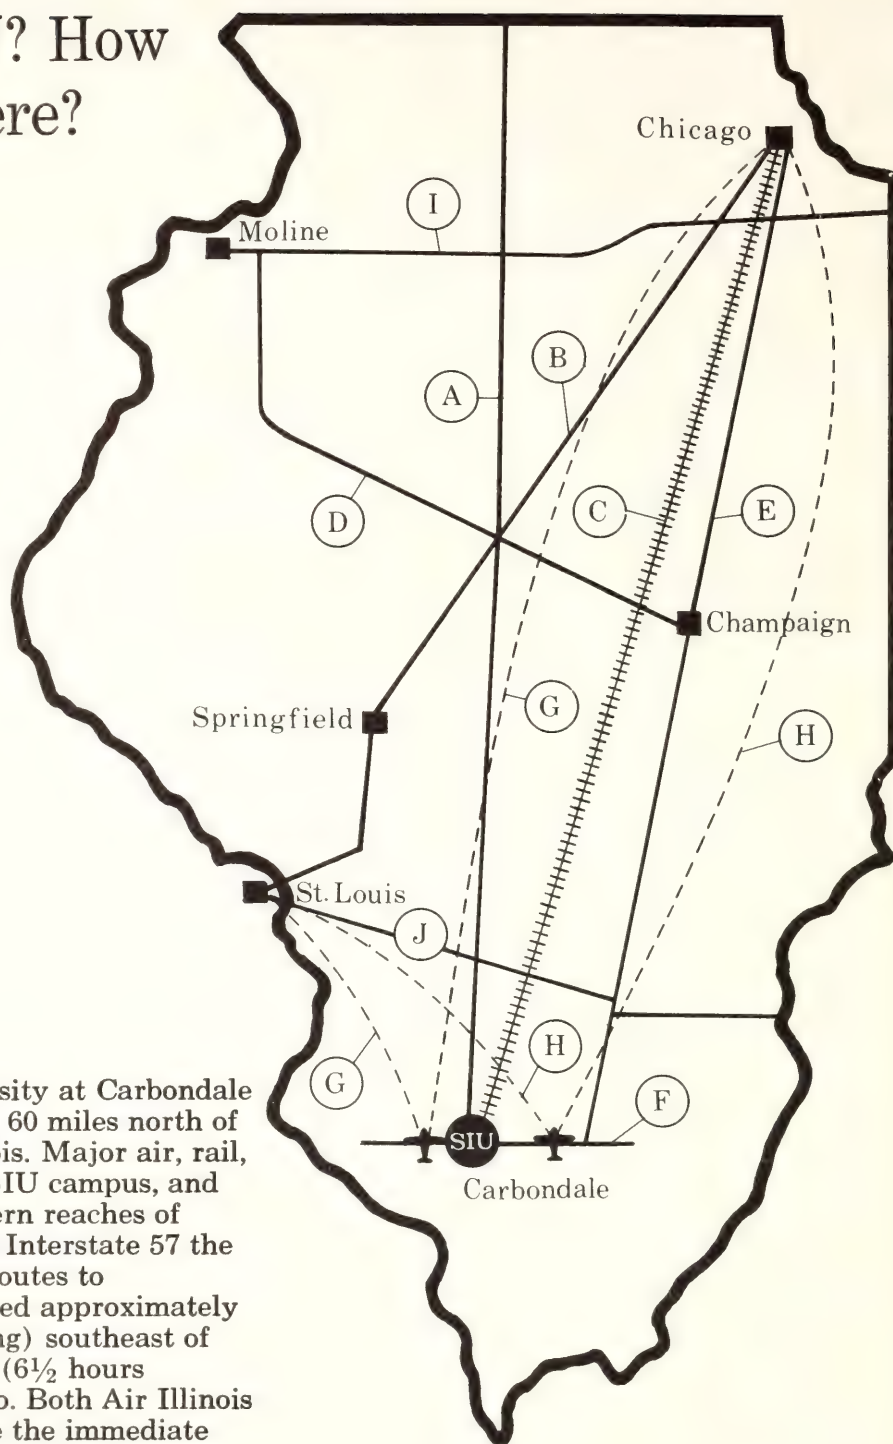 ? How
ere?
Chicago
I
Moline
B
A
C
E
D
Champaign
G
Springfield
H
St. Louis
J
H
G
F
SIU
Carbondale
sity at Carbondale
60 miles north of
is. Major air, rail,
IU campus, and
ern reaches of
Interstate 57 the
outes to
ed approximately
ng) southeast of
(6½ hours
o. Both Air Illinois
e the immediate